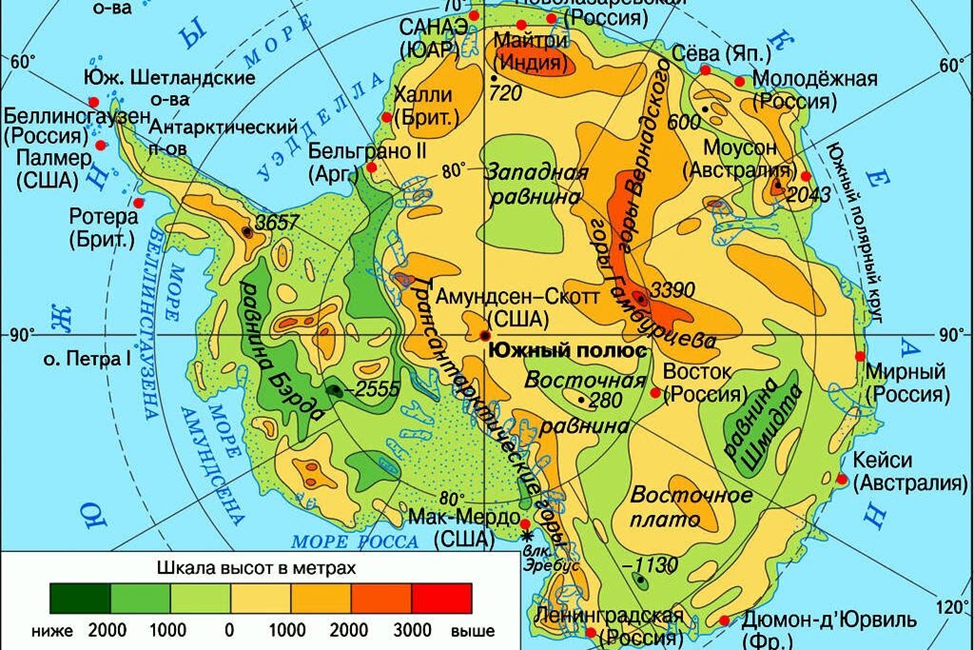 о-ва
70°
(Россия)
САНАЭ
(ЮАР)
Майтри
(Индия)
Сёва (Яп.)
Молодёжная
(Россия)
60°
60°
Ы
МОРЕ
К
Юж. Шетландские
о-ва
Беллинсгаузен
(Россия)
Антарктический
п-ов
Палмер
(США)
УЭДЕЛЛА
Халли
(Брит.)
720
600
горы Вернадского
Бельграно II
(Арг.)
80°
Западная
равнина
Моусон
(Австралия)
2043
Южный полярный круг
Е
Н
Ротера
(Брит.)
3657
МОРЕ
БЕЛЛИНСГАУЗЕНА
горы Гамбурцева
3390
Трансантарктические горы
Амундсен–Скотт
(США)
Ж
90°
90°
Южный полюс
о. Петра I
равнина Бэрда
–2555
Восточная
равнина
280
Восток
(Россия)
равнина
Шмидта
А
Мирный
(Россия)
МОРЕ
АМУНДСЕНА
Кейси
(Австралия)
Восточное
плато
80°
Ю
Н
Мак-Мердо
(США)
МОРЕ РОССА
влк.
Эребус
–1130
120°
Ленинградская
(Россия)
Дюмон-д'Юрвиль
(Фр.)
Шкала высот в метрах
ниже 2000 1000 0 1000 2000 3000 выше